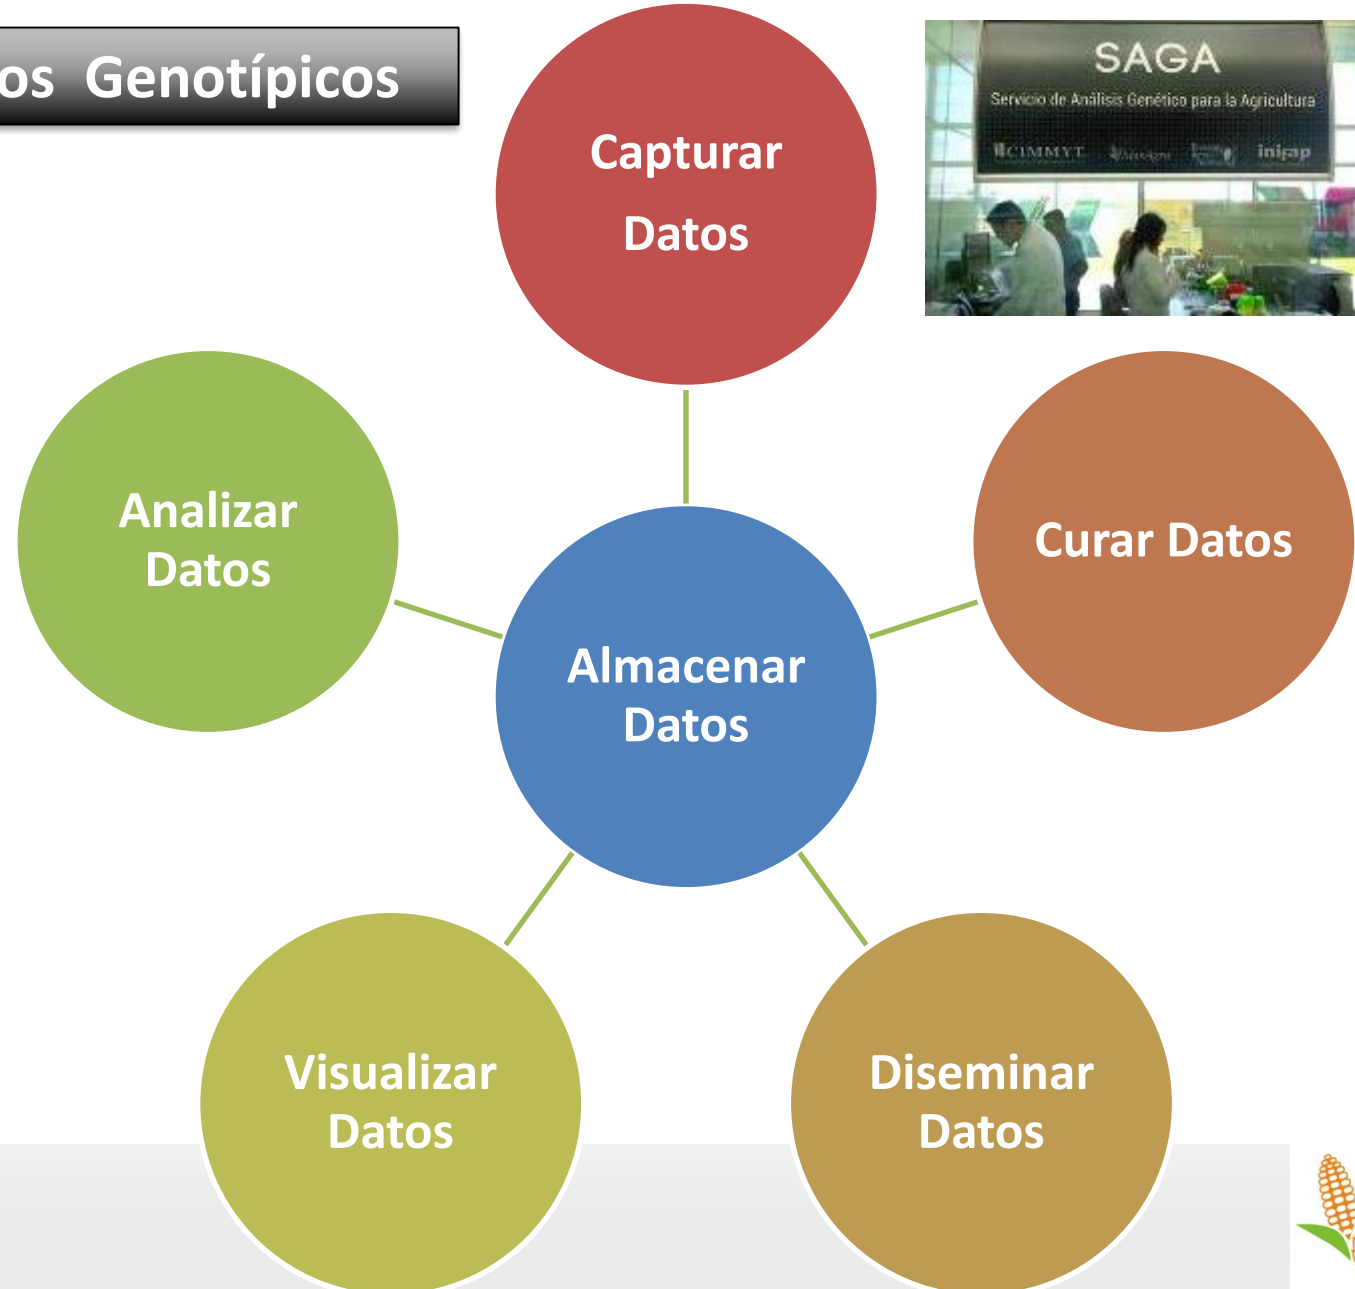 os Genotípicos
SAGA
Servicio de Análisis Genético para la Agricultura
CIMMYT
inifap
Capturar
Datos
Analizar
Datos
Curar Datos
Almacenar
Datos
Visualizar
Datos
Diseminar
Datos